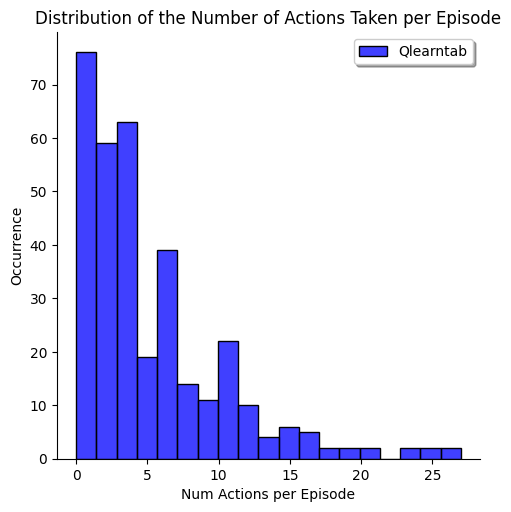 Distribution of the Number of Actions Taken per Episode
Qlearntab
70
60
50
40
30
20
10
0
Occurrence
0 5 10 15 20 25
Num Actions per Episode